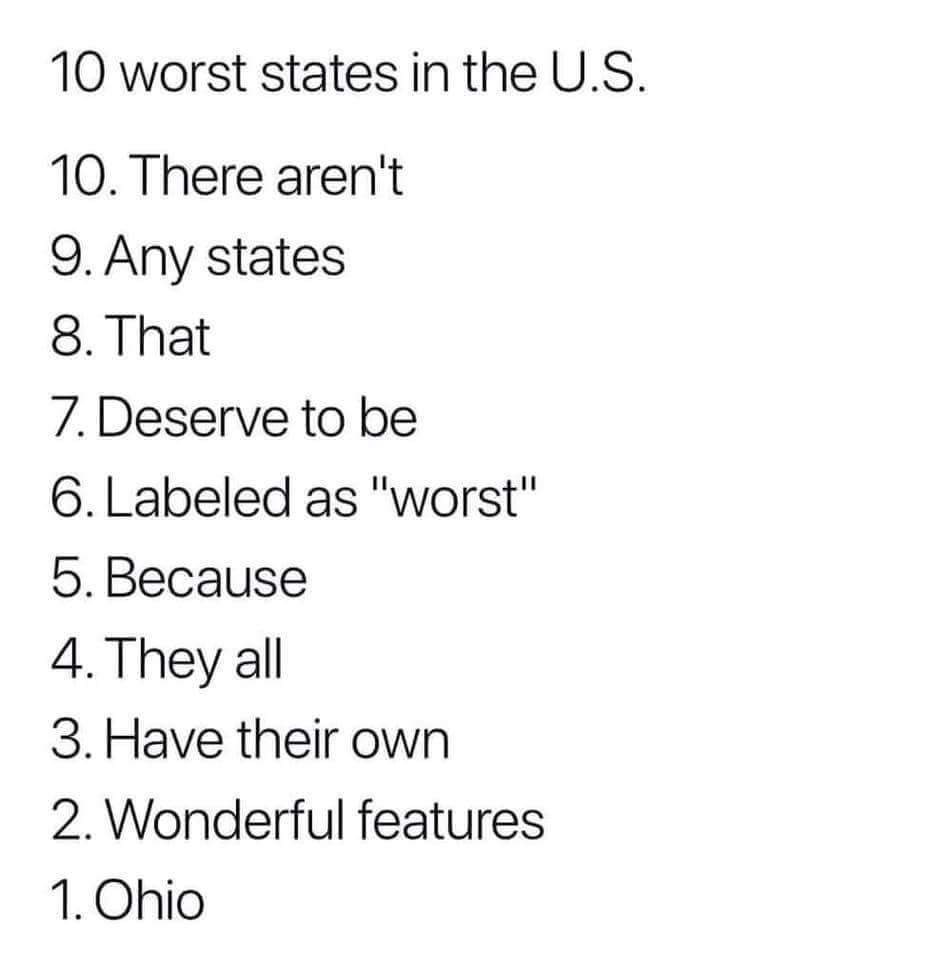 10 worst states in the U.S.
10. There aren't
9. Any states
8. That
7. Deserve to be
6. Labeled as "worst"
5. Because
4. They all
3. Have their own
2. Wonderful features
1. Ohio